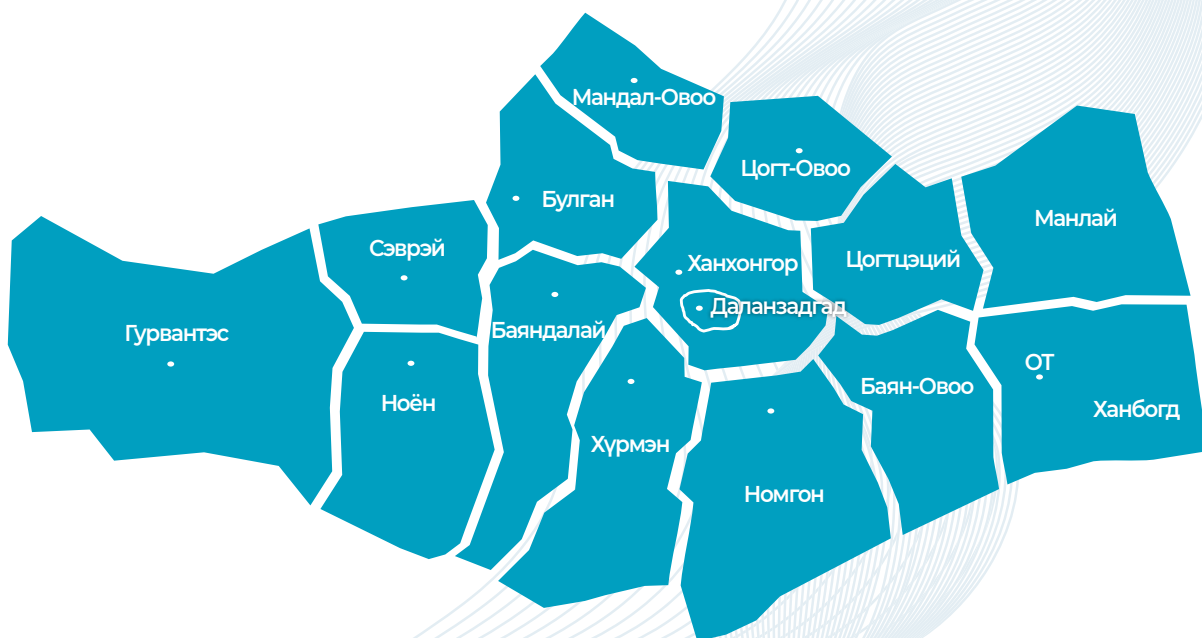 Мандал-Овоо
Цогт-Овоо
Булган
Манлай
Сэврэй
Ханхонгор
Цогтцэций
Даланзадгад
Гурвантэс
Баяндалай
ОТ
Баян-Овоо
Ноён
Ханбогд
Хүрмэн
Номгон